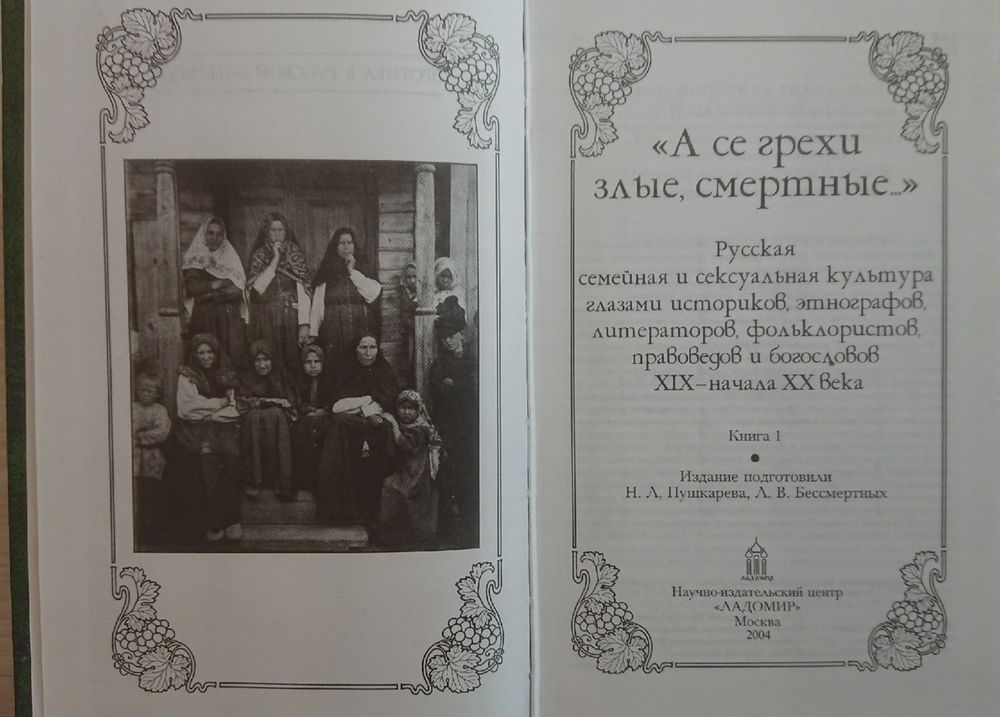 «А се грехи
злые, смертные...»
Русская
семейная и сексуальная культура
глазами историков, этнографов,
литераторов, фольклористов,
правоведов и богословов
XIX–начала XX века
Книга 1
Издание подготовили
Н. Л. Пушкарева, Л. В. Бессмертных
ЛАДОМИР
Научно-издательский центр
«ЛАДОМИР»
Москва
2004